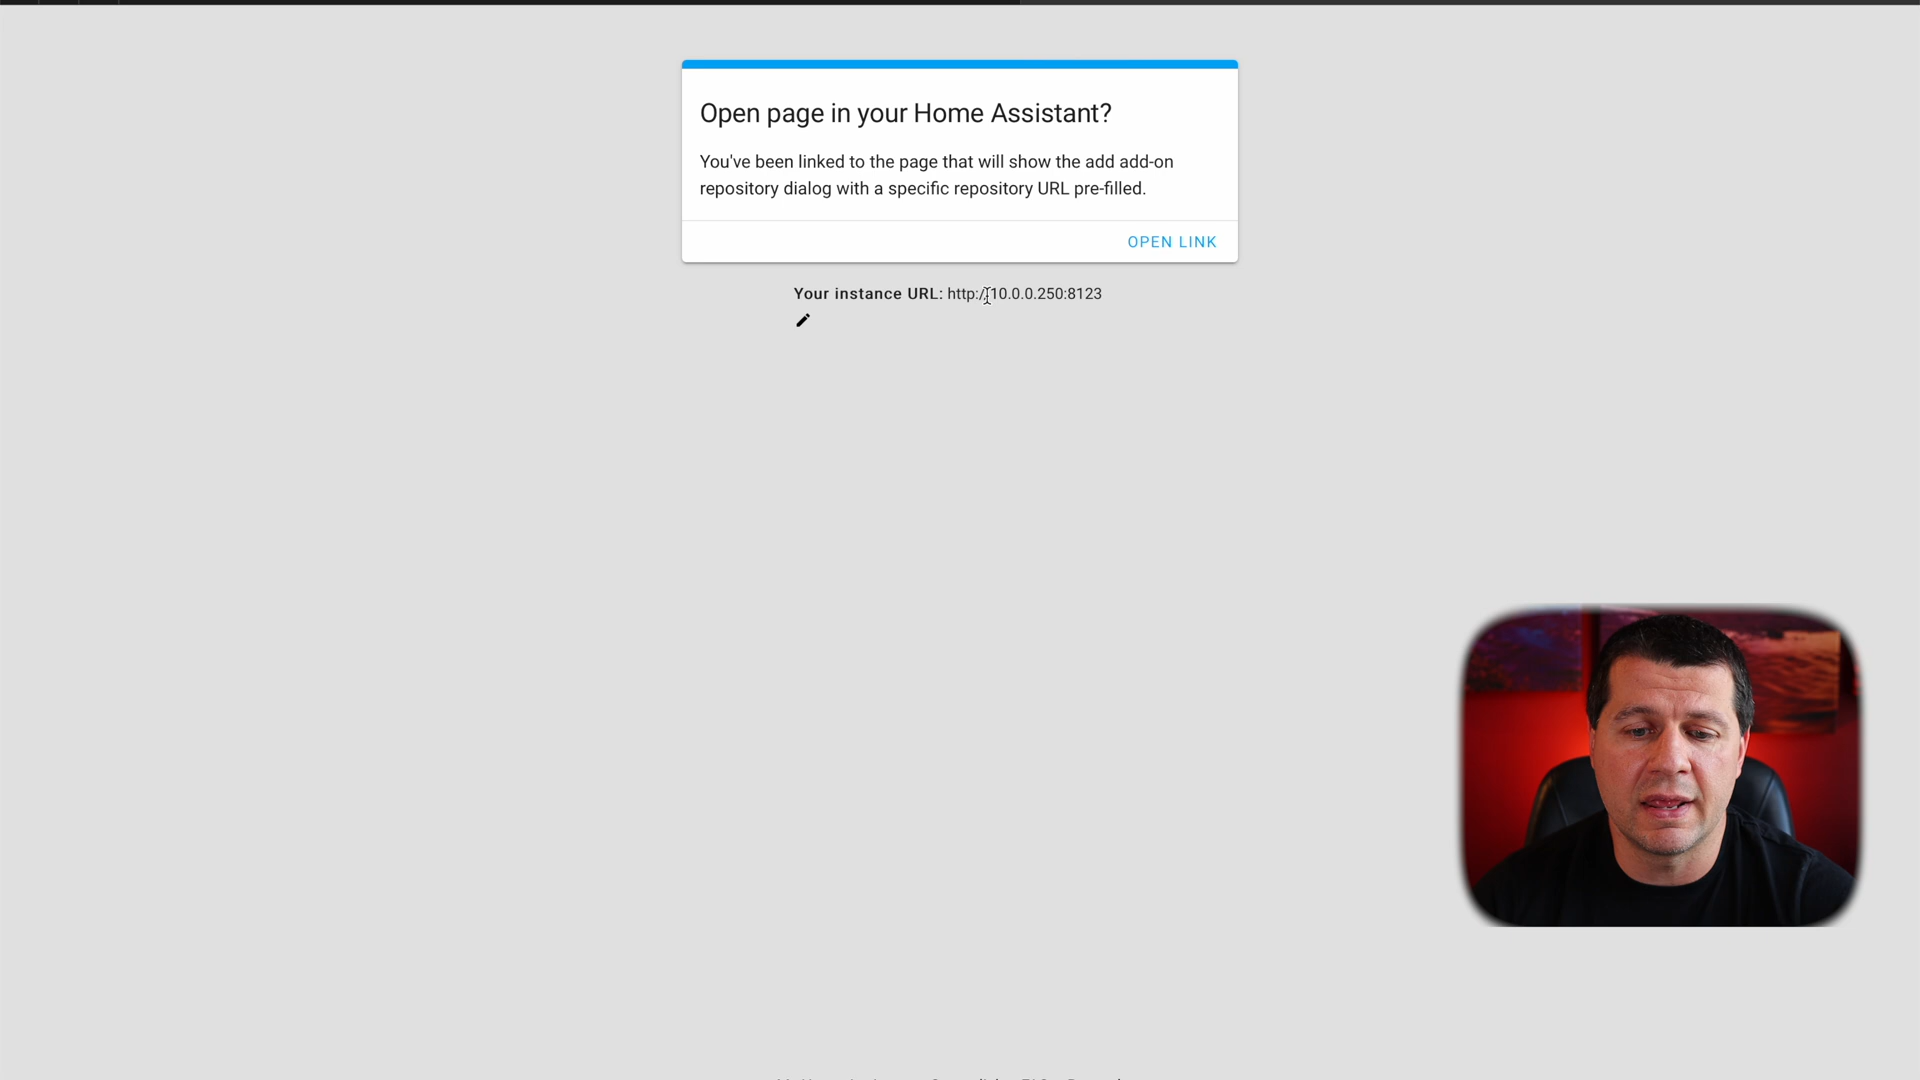 Open page in your Home Assistant?
You've been linked to the page that will show the add add-on
repository dialog with a specific repository URL pre-filled.
OPEN LINK
Your instance URL: http://10.0.0.250:8123